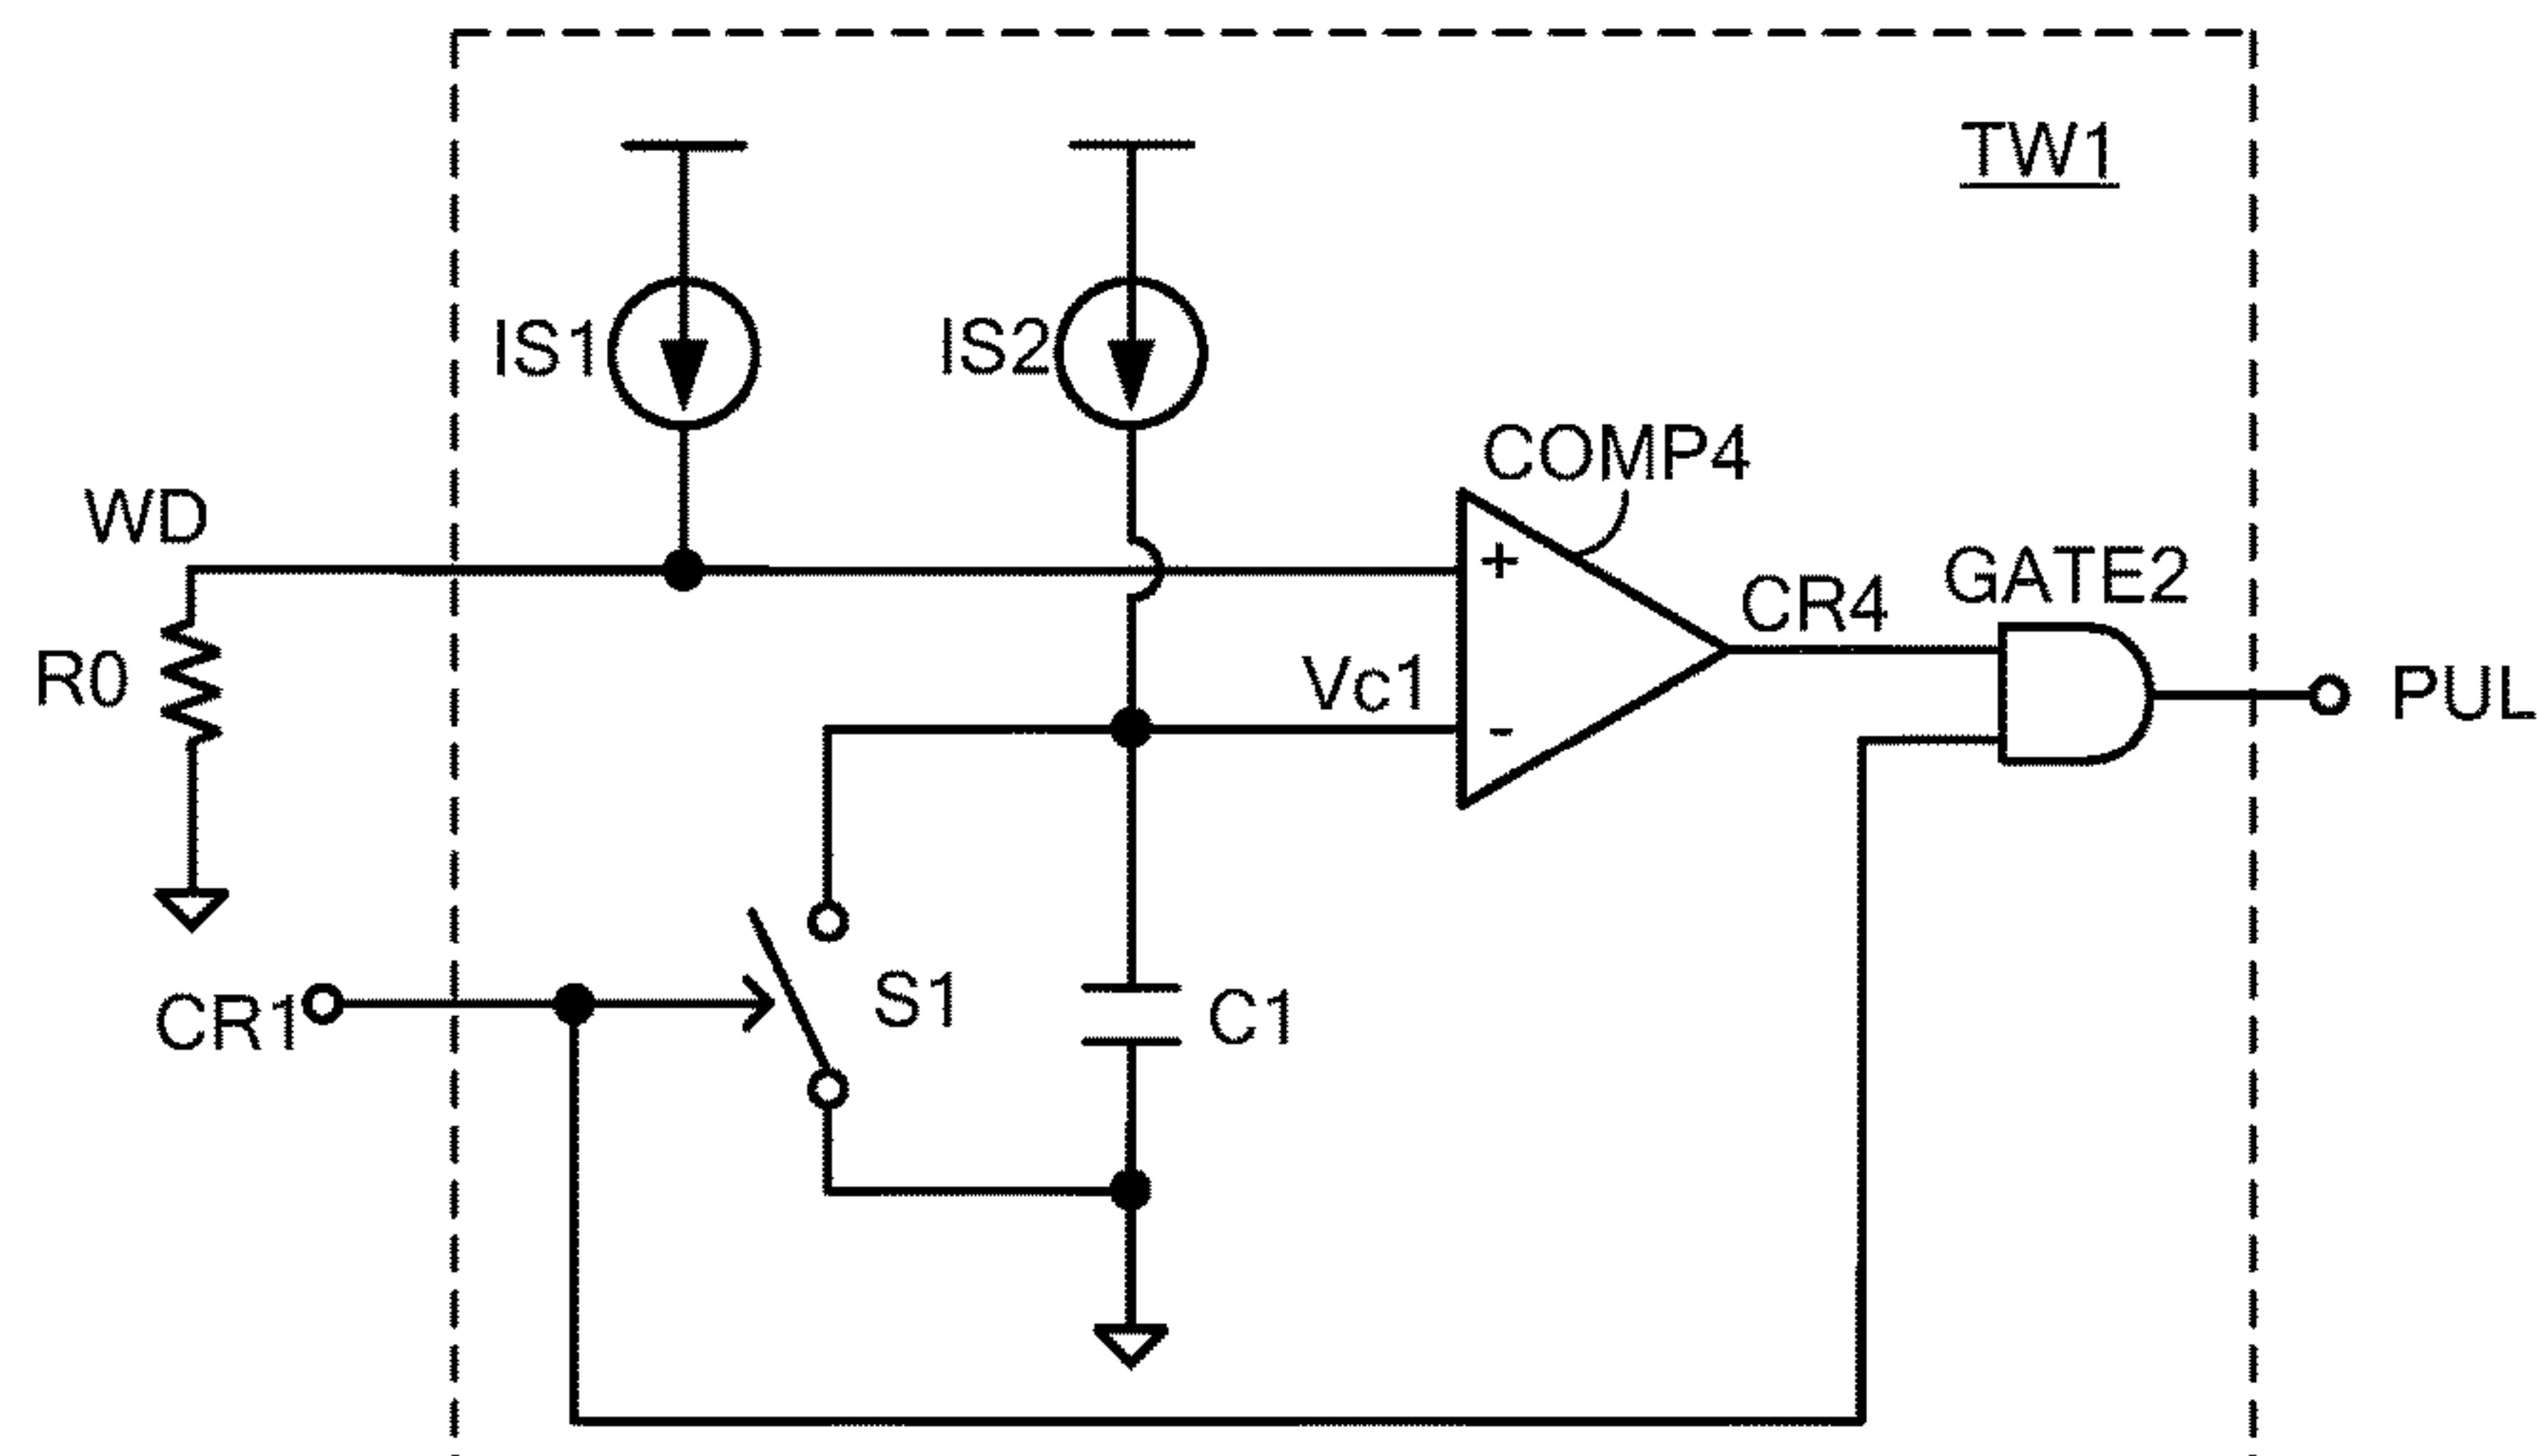 TW1
IS1
IS2
COMP4
WD
+
CR4
GATE2
R0
Vc1
PUL
-
CR1
S1
C1